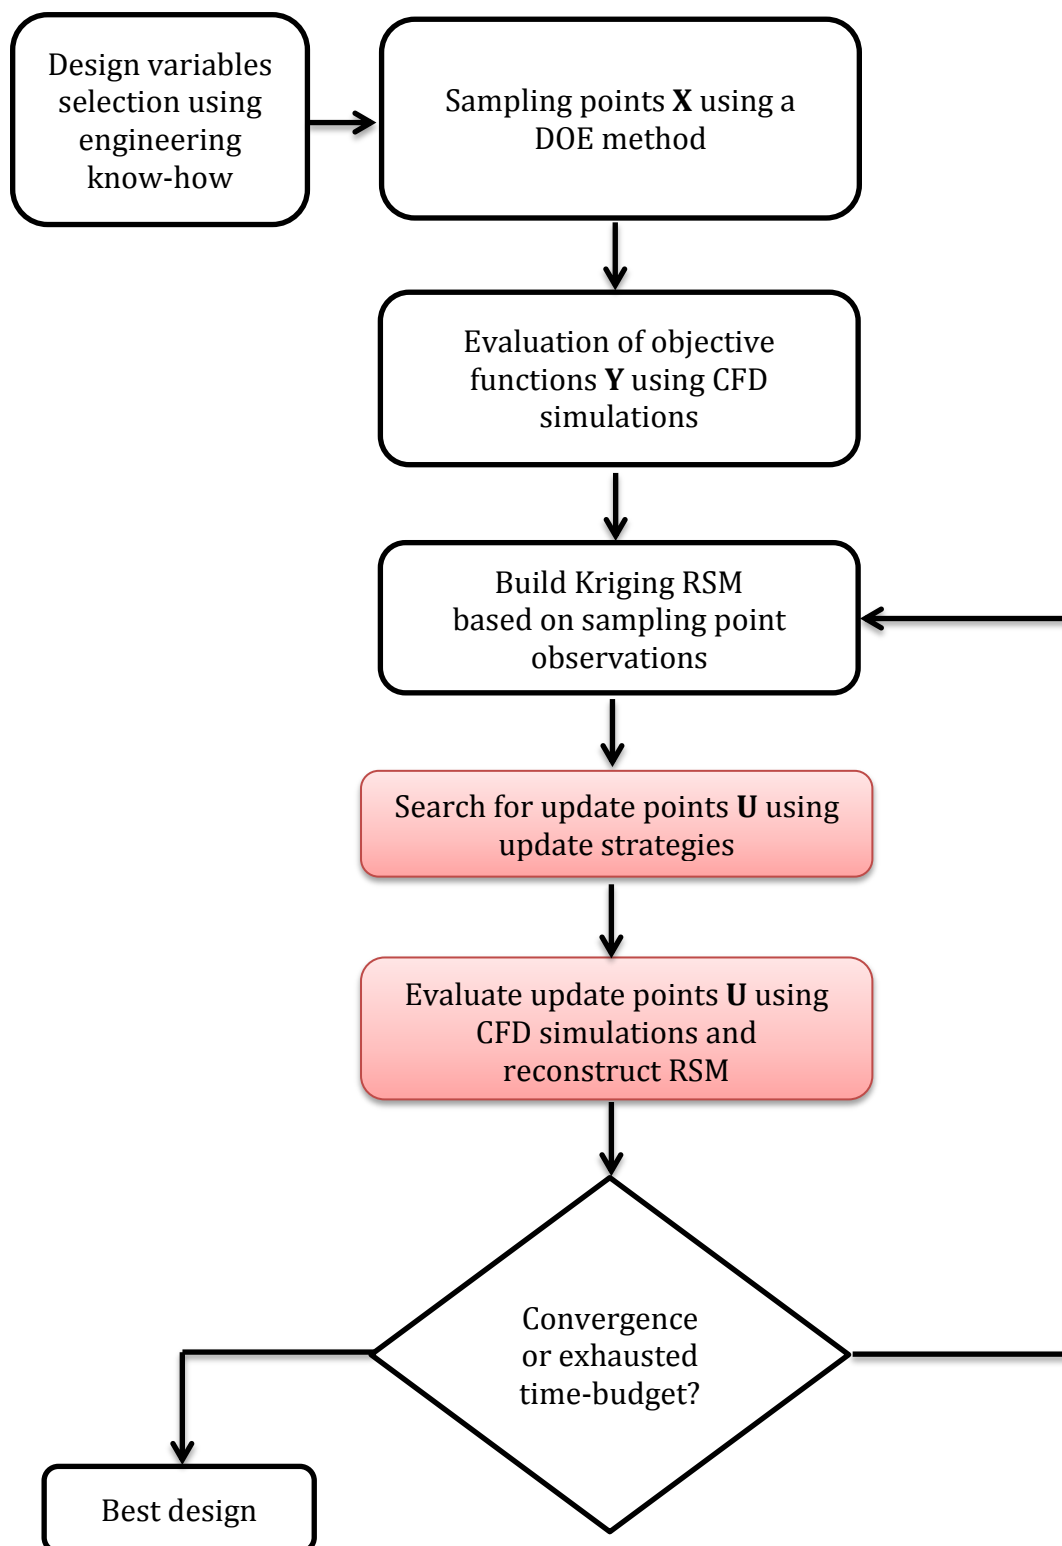 Design variables
selection using
engineering
know-how
Sampling points X using a
DOE method
Evaluation of objective
functions Y using CFD
simulations
Build Kriging RSM
based on sampling point
observations
Search for update points U using
update strategies
Evaluate update points U using
CFD simulations and
reconstruct RSM
Convergence
or exhausted
time-budget?
Best design